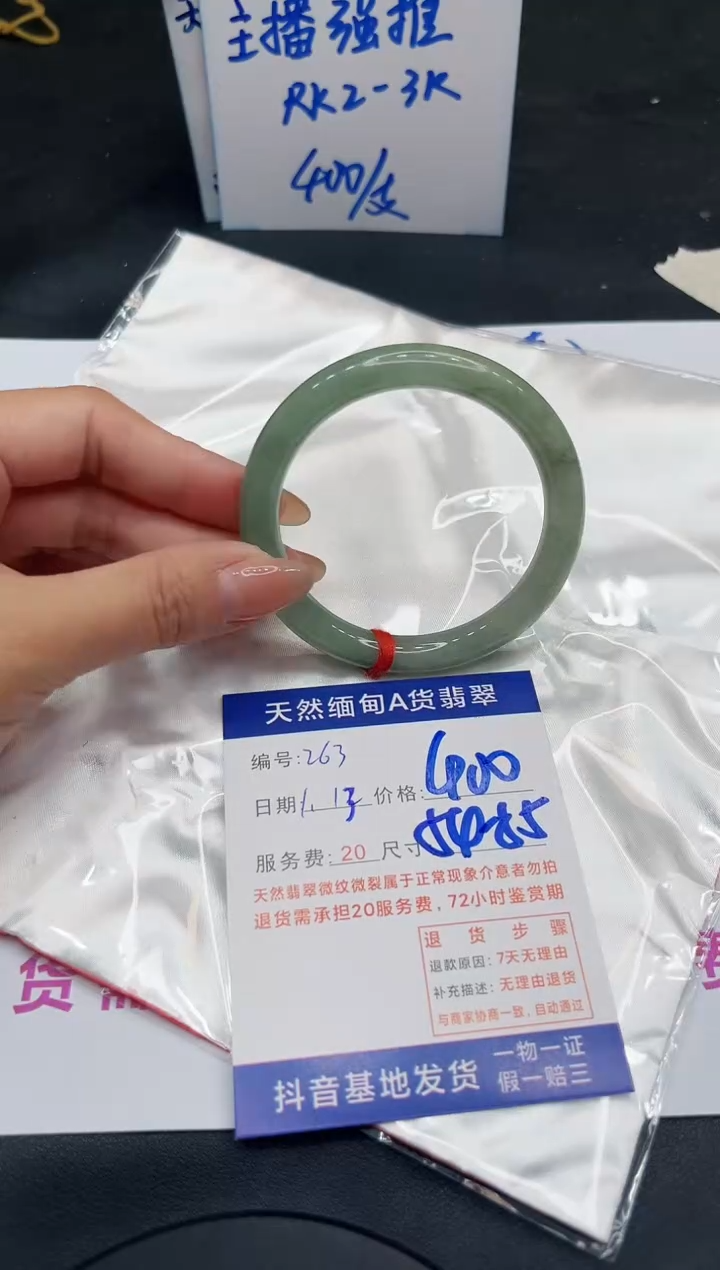 主播强推
RK2-3K
400/支
天然缅甸A货翡翠
编号:263
日期 价格:400
服务费:20 尺寸 54-55
天然翡翠微纹微裂属于正常现象介意者勿拍
退货需承担20服务费，72小时鉴赏期
退货步骤
退款原因：7天无理由
补充描述：无理由退货
与商家协商一致，自动通过
抖音基地发货
一物一证
假一赔三
货